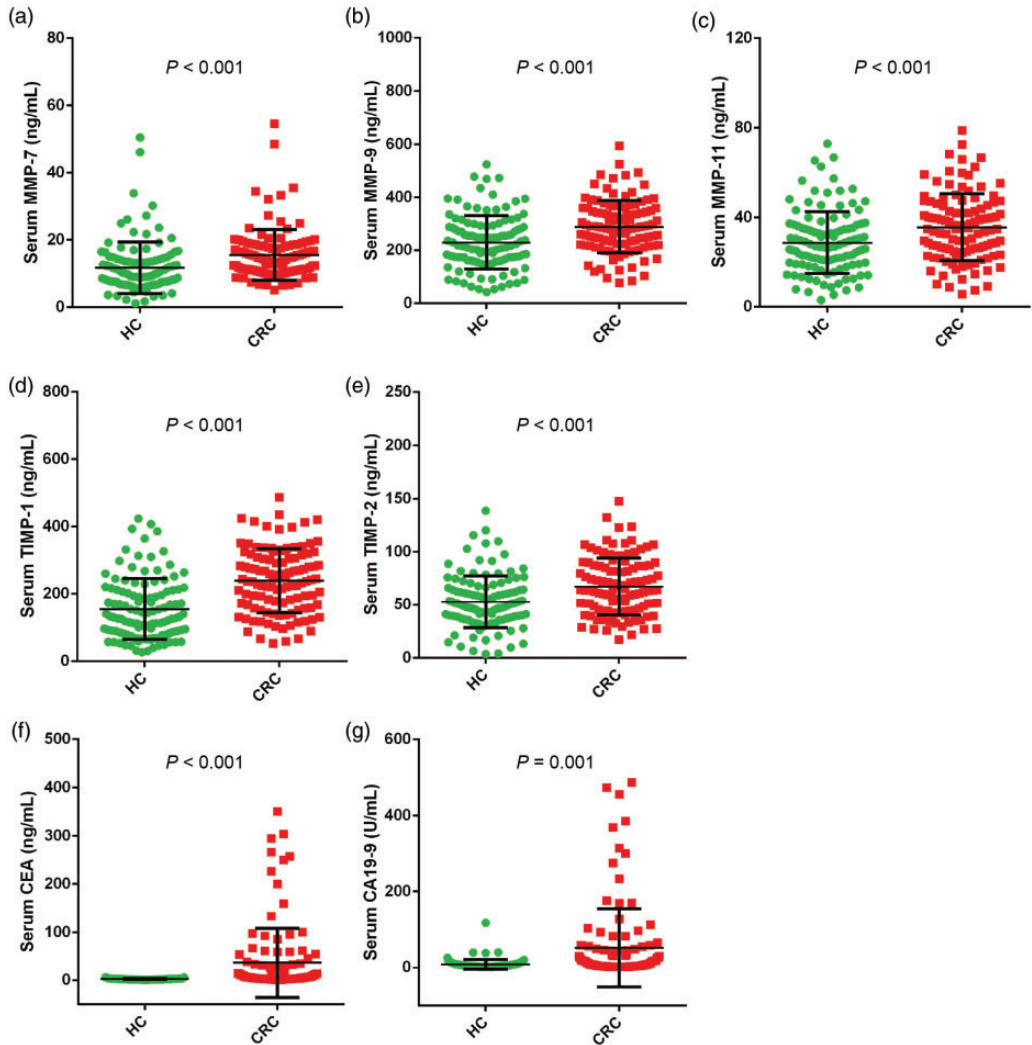 (a)
80
60
40
20
0
Serum MMP-7 (ng/mL)
P < 0.001
HC
CRC
(b)
1000
800
600
400
200
0
Serum MMP-9 (ng/mL)
P < 0.001
HC
CRC
(c)
120
80
40
0
Serum MMP-11 (ng/mL)
P < 0.001
HC
CRC
(d)
800
600
400
200
0
Serum TIMP-1 (ng/mL)
P < 0.001
HC
CRC
(e)
250
200
150
100
50
0
Serum TIMP-2 (ng/mL)
P < 0.001
HC
CRC
(f)
500
400
300
200
100
0
Serum CEA (ng/mL)
P < 0.001
HC
CRC
(g)
600
400
200
0
Serum CA19-9 (U/mL)
P = 0.001
HC
CRC